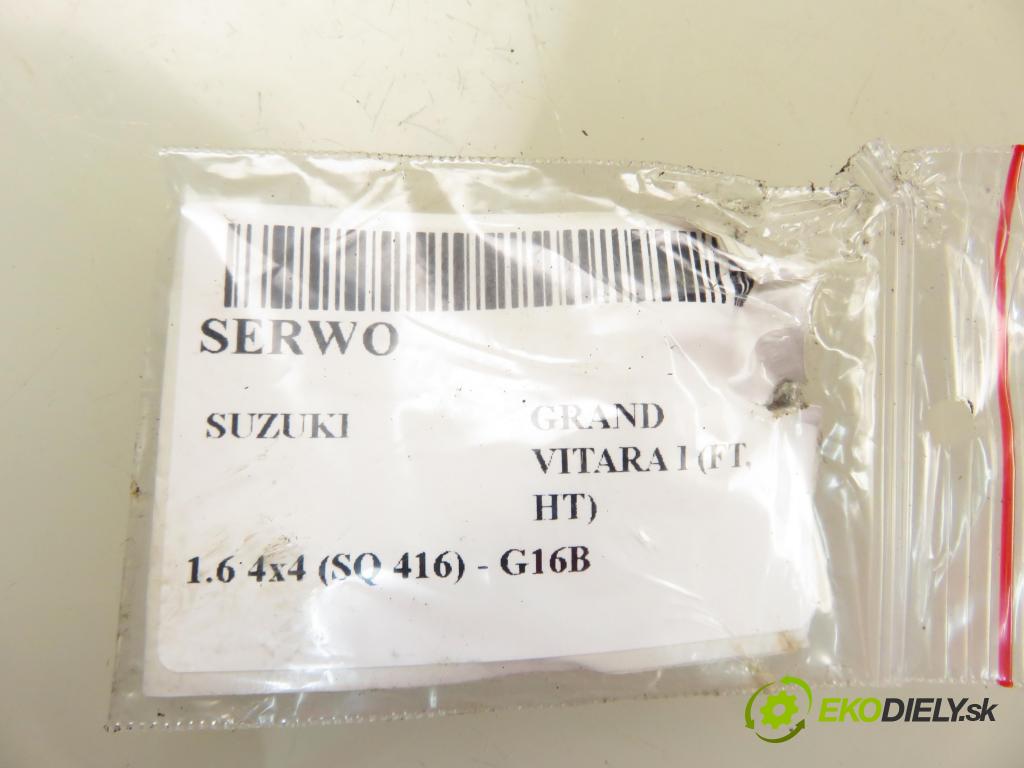 SERWO
SUZUKI
GRAND
VITARA I (FT,
HT)
1.6 4x4 (SQ 416) - G16B
EKODIELY.sk